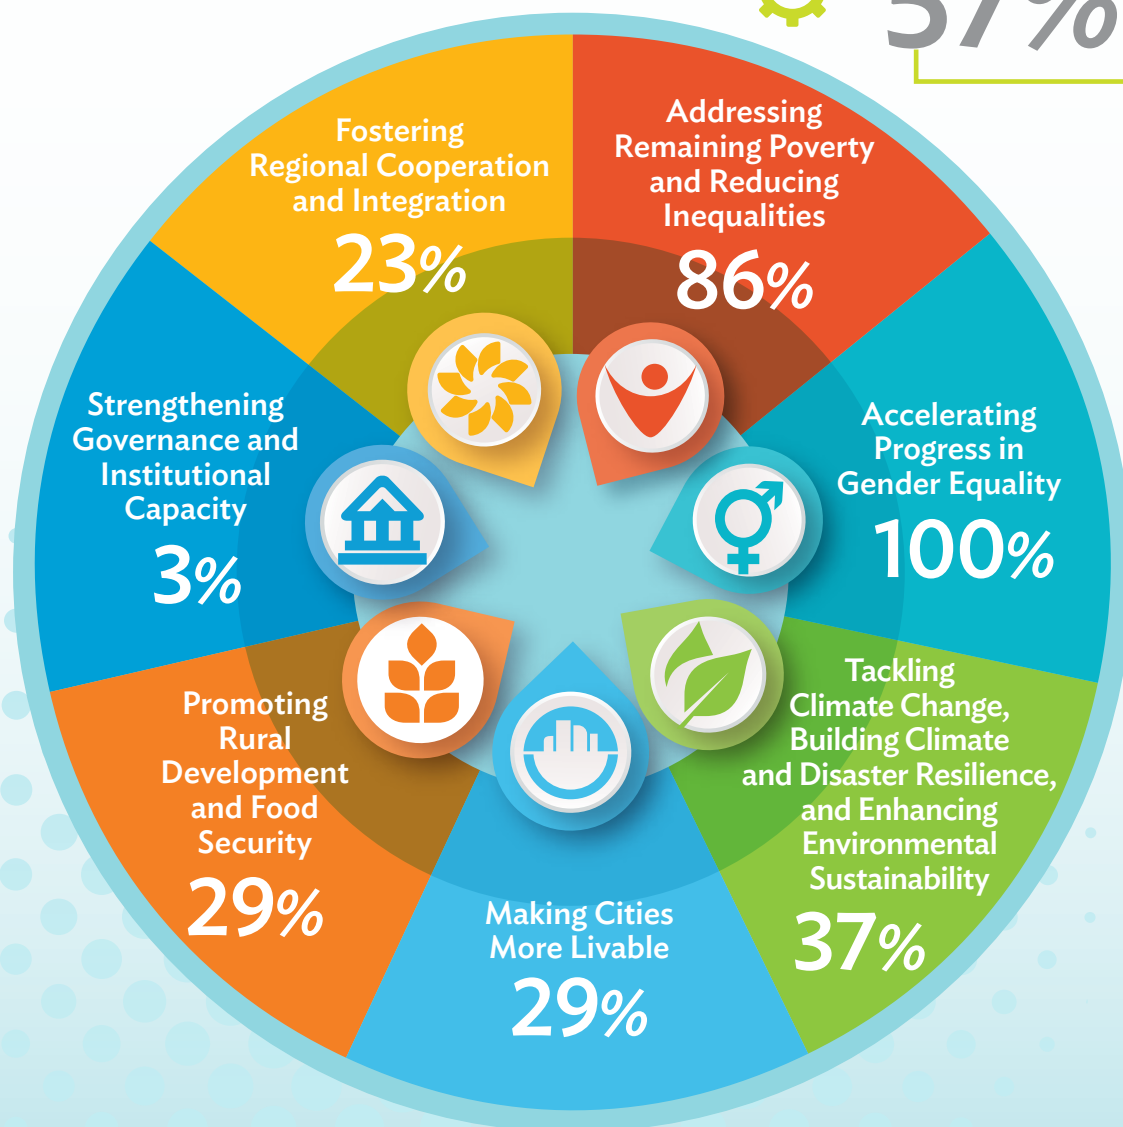 Fostering
Regional Cooperation
and Integration
23%
Addressing
Remaining Poverty
and Reducing
Inequalities
86%
Strengthening
Governance and
Institutional
Capacity
3%
Accelerating
Progress in
Gender Equality
100%
Promoting
Rural
Development
and Food
Security
29%
Tackling
Climate Change,
Building Climate
and Disaster Resilience,
and Enhancing
Environmental
Sustainability
37%
Making Cities
More Livable
29%